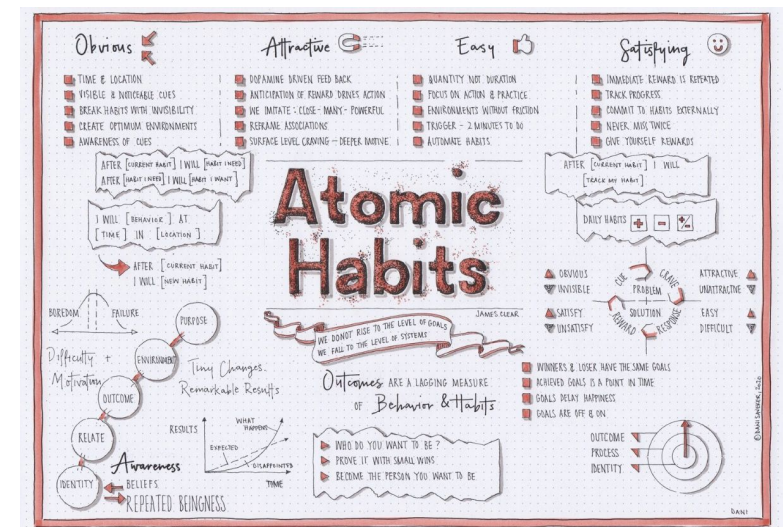 Obvious
TIME & LOCATION
VISIBLE & NOTICEABLE CUES
BREAK HABITS WITH INVISIBILITY
CREATE OPTIMUM ENVIRONMENTS
AWARENESS OF CUES
AFTER [CURRENT HABIT] I WILL [HABIT I NEED]
AFTER [HABIT I NEED] I WILL [HABIT I WANT]
I WILL [BEHAVIOR] AT
[TIME] IN [LOCATION]
AFTER [CURRENT HABIT]
I WILL [NEW HABIT]
Attractive
DOPAMINE DRIVEN FEED BACK
ANTICIPATION OF REWARD DRIVES ACTION
WE IMITATE : CLOSE - MANY - POWERFUL
REFRAME ASSOCIATIONS
SURFACE LEVEL CRAVING - DEEPER MOTIVE
Easy
QUANTITY NOT DURATION
FOCUS ON ACTION & PRACTICE
ENVIRONMENTS WITHOUT FRICTION
TRIGGER - 2 MINUTES TO DO
AUTOMATE HABITS
Satisfying
IMMEDIATE REWARD IS REPEATED
TRACK PROGRESS
COMMIT TO HABITS EXTERNALLY
NEVER MISS TWICE
GIVE YOURSELF REWARDS
AFTER [CURRENT HABIT] I WILL
[TRACK MY HABIT]
DAILY HABITS + - +/-
Atomic
Habits
JAMES CLEAR
WE DO NOT RISE TO THE LEVEL OF GOALS
WE FALL TO THE LEVEL OF SYSTEMS
OBVIOUS
INVISIBLE
SATISFY
UNSATISFY
CUE
CRAVE
PROBLEM
SOLUTION
REWARD
RESPONSE
ATTRACTIVE
UNATTRACTIVE
EASY
DIFFICULT
BOREDOM
FAILURE
Difficulty +
Motivation
PURPOSE
ENVIRONMENT
OUTCOME
RELATE
IDENTITY
Tiny Changes.
Remarkable Results
RESULTS
WHAT
HAPPENS
EXPECTED
DISAPPOINTED
TIME
Awareness
BELIEFS
REPEATED BEINGNESS
Outcomes ARE A LAGGING MEASURE
OF Behavior & Habits
WHO DO YOU WANT TO BE ?
PROVE IT WITH SMALL WINS
BECOME THE PERSON YOU WANT TO BE
WINNERS & LOSER HAVE THE SAME GOALS
ACHIEVED GOALS IS A POINT IN TIME
GOALS DELAY HAPPINESS
GOALS ARE OFF & ON
OUTCOME
PROCESS
IDENTITY
DANI